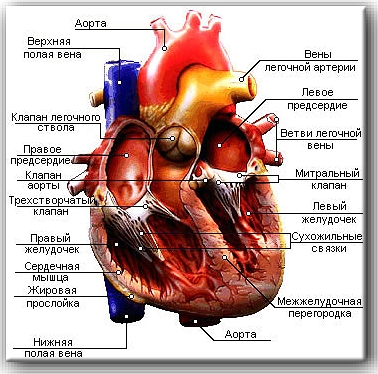 Аорта
Верхняя
полая вена
Клапан легочного
ствола
Правое
предсердие
Клапан
аорты
Трехстворчатый
клапан
Правый
желудочек
Сердечная
мышца
Жировая
прослойка
Нижняя
полая вена
Вены
легочной артерии
Левое
предсердие
Ветви легочной
вены
Митральный
клапан
Левый
желудочек
Сухожильные
связки
Межжелудочная
перегородка
Аорта